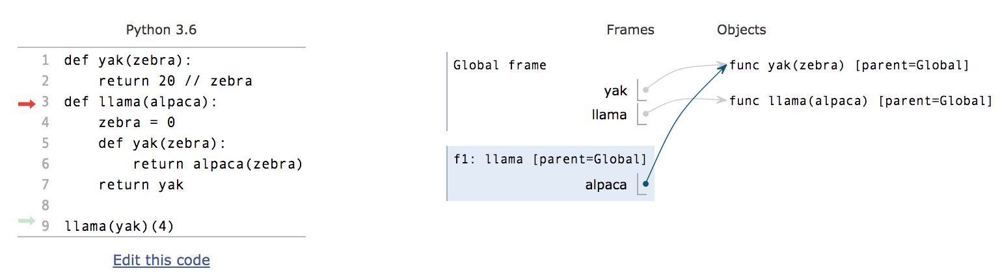 Python 3.6
1 def yak(zebra):
2     return 20 // zebra
3 def llama(alpaca):
4     zebra = 0
5     def yak(zebra):
6         return alpaca(zebra)
7     return yak
8
9 llama(yak)(4)
Edit this code
Frames Objects
Global frame
yak
llama
func yak(zebra) [parent=Global]
func llama(alpaca) [parent=Global]
f1: llama [parent=Global]
alpaca